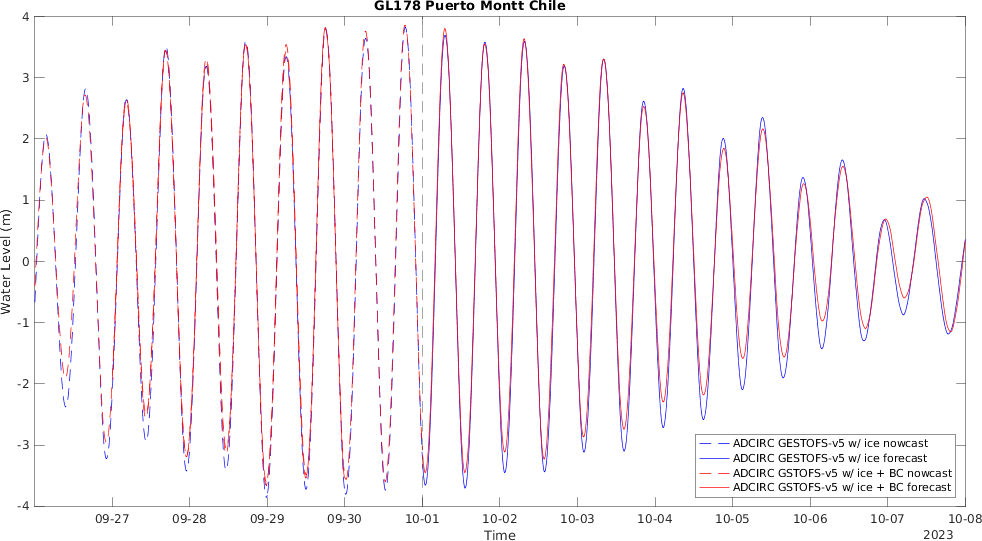 GL178 Puerto Montt Chile
4
3
2
1
0
-1
-2
-3
-4
Water Level (m)
ADCIRC GESTOFS-v5 w/ ice nowcast
ADCIRC GESTOFS-v5 w/ ice forecast
ADCIRC GSTOFS-v5 w/ ice + BC nowcast
ADCIRC GSTOFS-v5 w/ ice + BC forecast
09-27 09-28 09-29 09-30 10-01 10-02 10-03 10-04 10-05 10-06 10-07 10-08
Time
2023